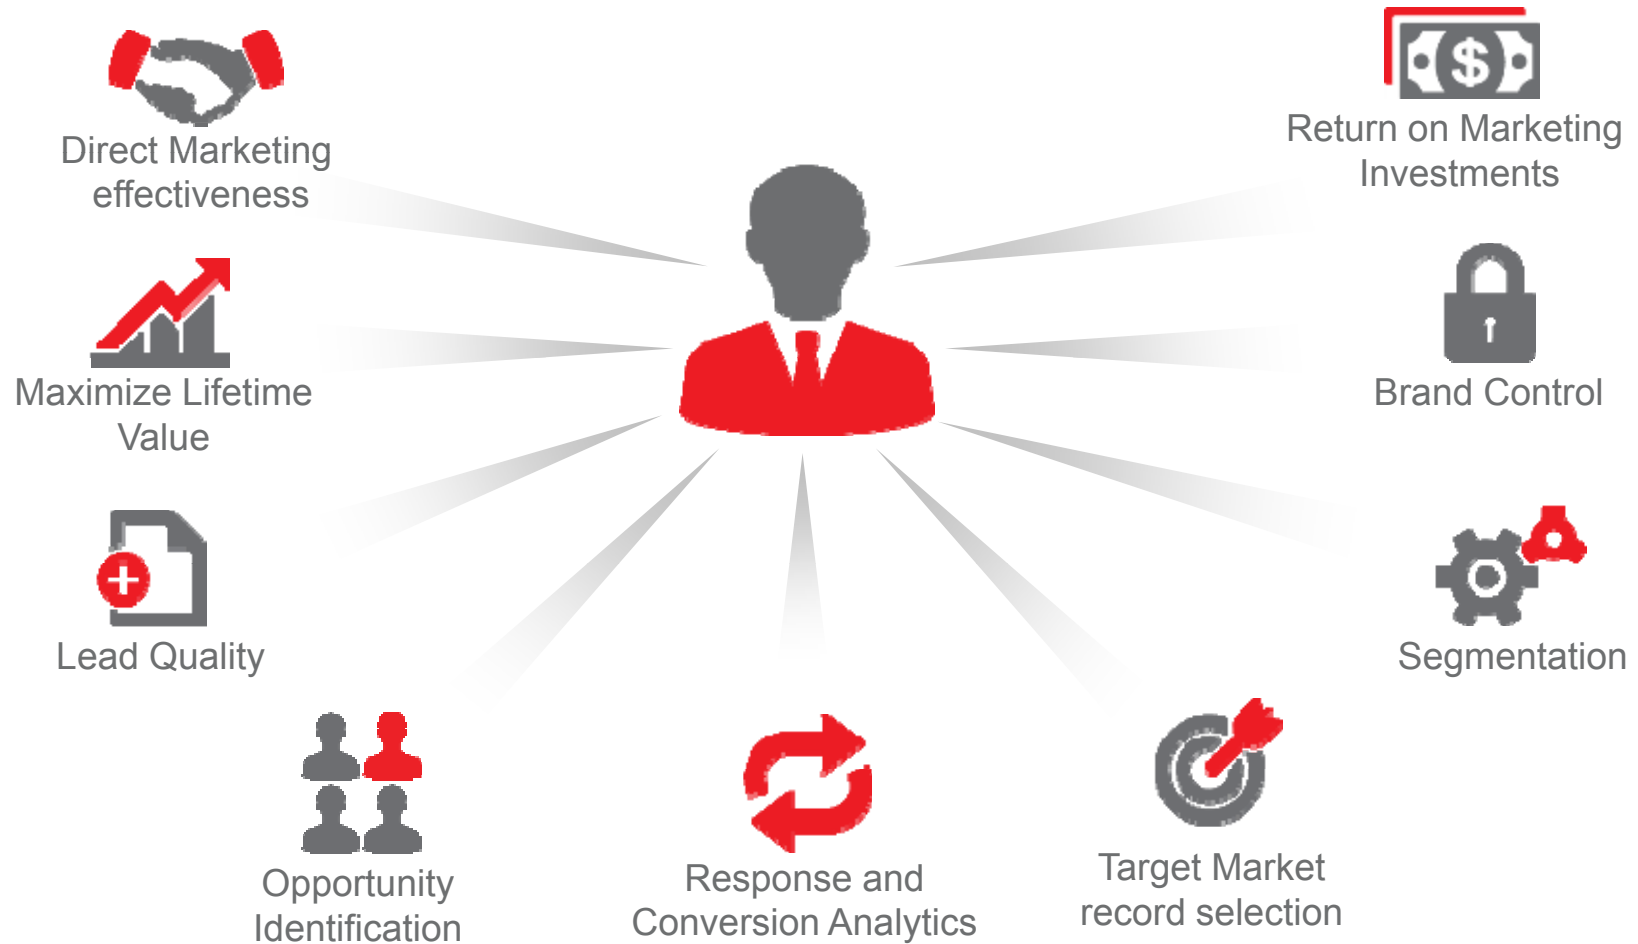 Direct Marketing
effectiveness
Return on Marketing
Investments
Maximize Lifetime
Value
Brand Control
Lead Quality
Segmentation
Opportunity
Identification
Response and
Conversion Analytics
Target Market
record selection